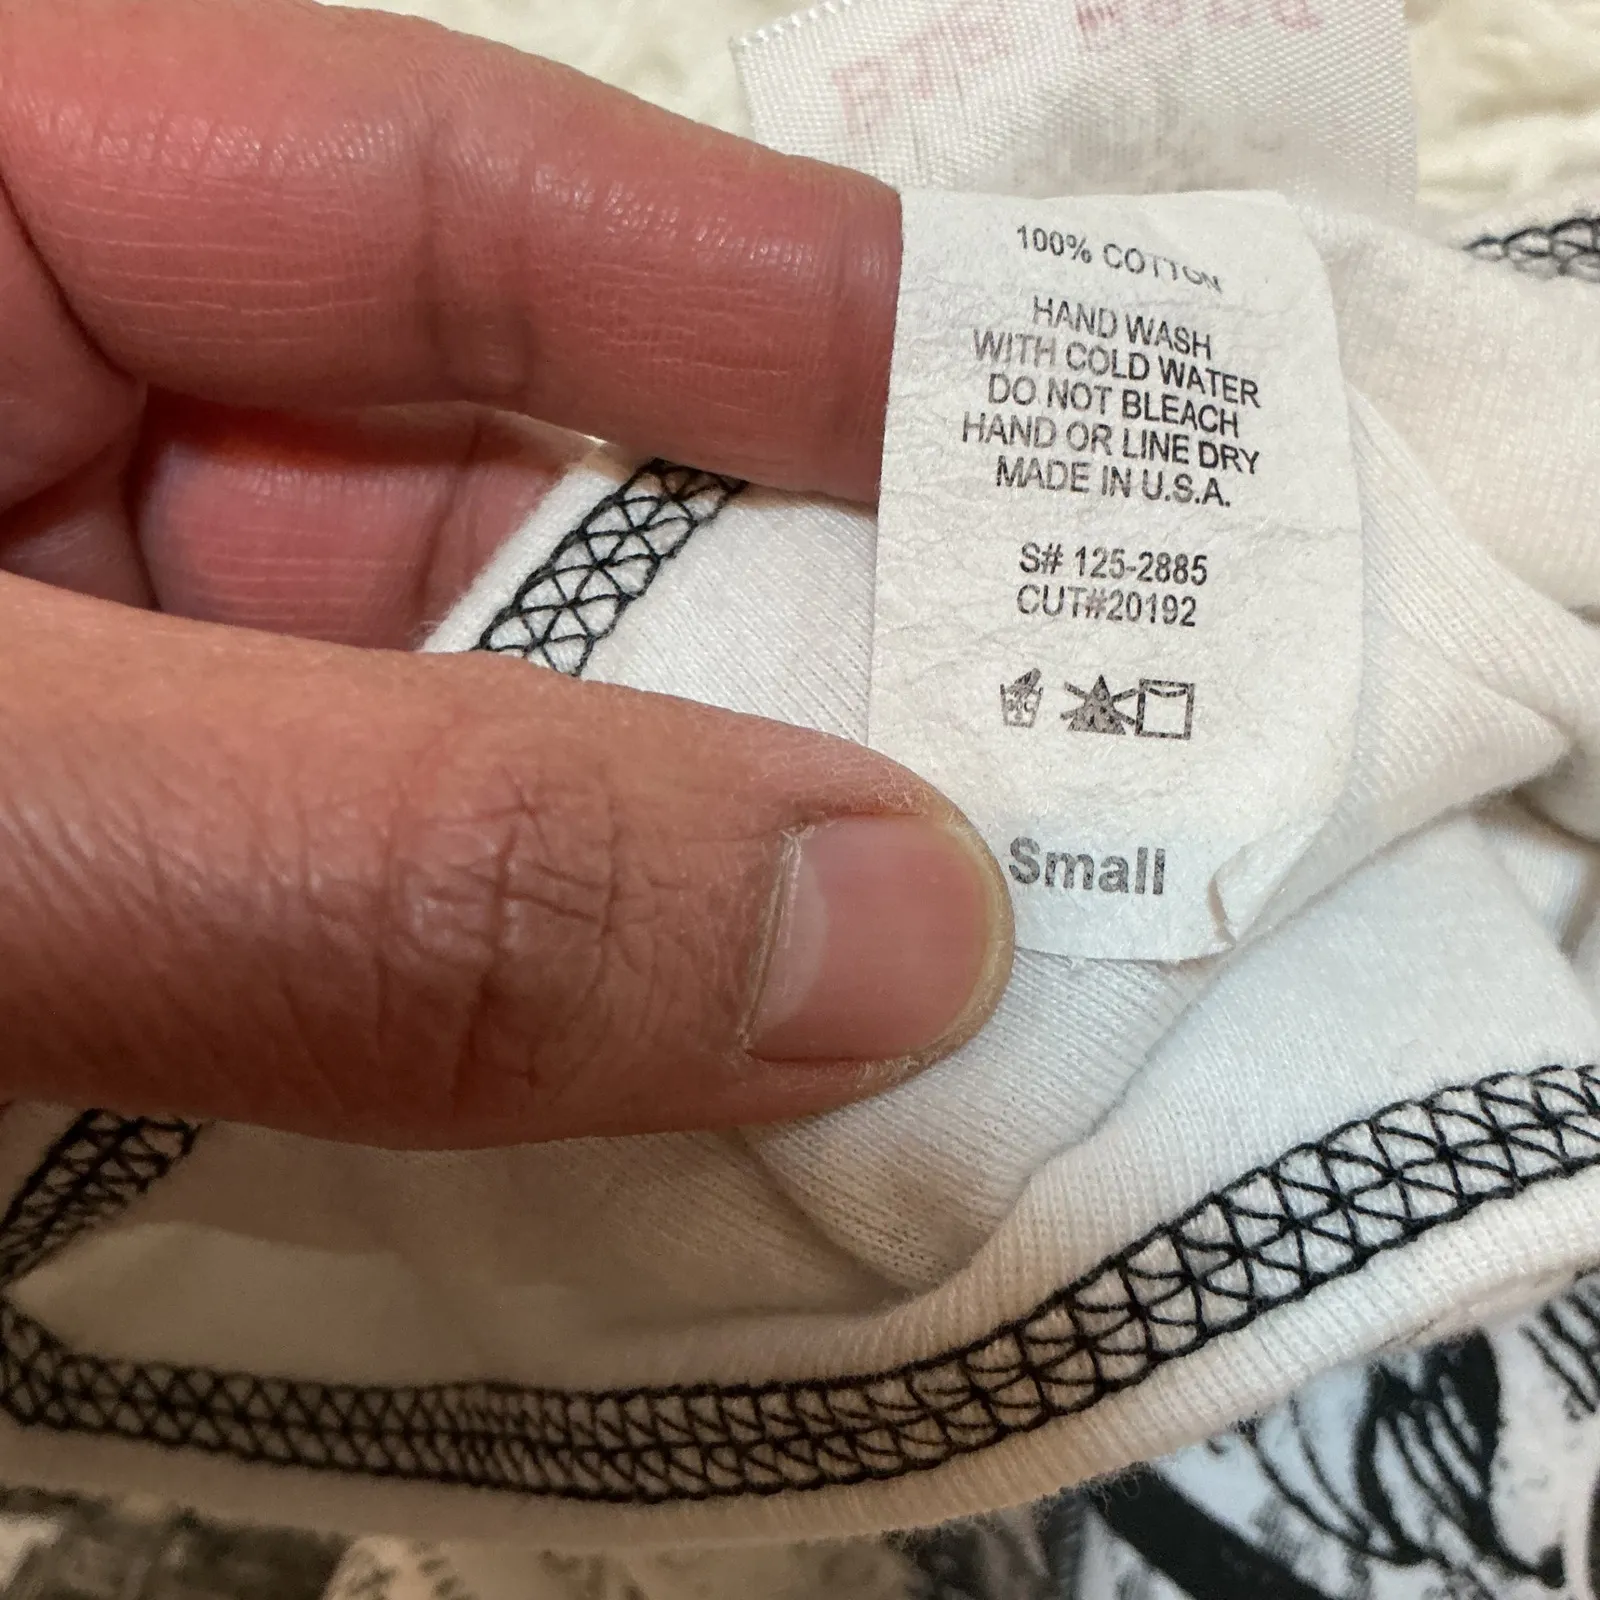 100% COTTON
HAND WASH
WITH COLD WATER
DO NOT BLEACH
HAND OR LINE DRY
MADE IN U.S.A.
S# 125-2885
CUT#20192
Small